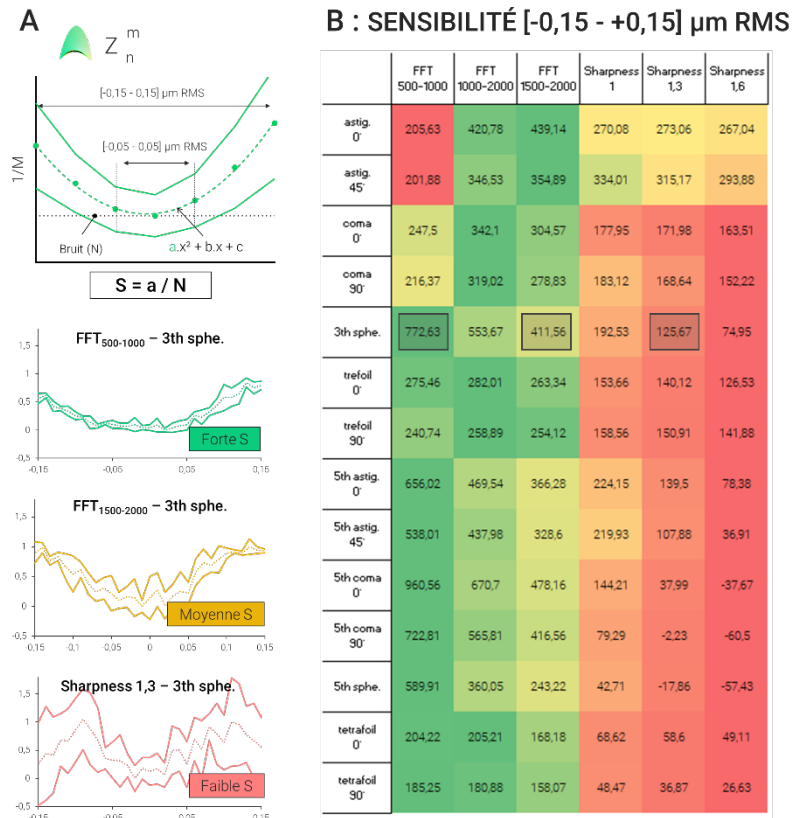 A
Z m n
[-0,15 - 0,15] µm RMS
[-0,05 - 0,05] µm RMS
1/M
Bruit (N)
a.x² + b.x + c
S = a / N
FFT500-1000 – 3th sphe.
1,5
1
0,5
0
0,5
Forte S
-0,15 -0,05 0,05 0,15
FFT1500-2000 – 3th sphe.
1,5
1
0,5
0
-0,5
Moyenne S
0,15 -0,1 -0,05 0 0,05 0,1 0,15
Sharpness 1,3 – 3th sphe.
1,5
1
0,5
0
-0,5
Faible S
-0,15 -0,05 0,05 0,15
B : SENSIBILITÉ [-0,15 - +0,15] µm RMS
FFT 500-1000 FFT 1000-2000 FFT 1500-2000 Sharpness 1 Sharpness 1,3 Sharpness 1,6
astig. 0° 205,63 420,78 439,14 270,08 273,06 267,04
astig. 45° 201,88 346,53 354,89 334,01 315,17 293,88
coma 0° 247,5 342,1 304,57 177,95 171,98 163,51
coma 90° 216,37 319,02 278,83 183,12 168,64 152,22
3th sphe. 772,63 553,67 411,56 192,53 125,67 74,95
trefoil 0° 275,46 282,01 263,34 153,66 140,12 126,53
trefoil 90° 240,74 258,89 254,12 158,56 150,91 141,88
5th astig. 0° 656,02 469,54 366,28 224,15 139,5 78,38
5th astig. 45° 538,01 437,98 328,6 219,93 107,88 36,91
5th coma 0° 960,56 670,7 478,16 144,21 37,99 -37,67
5th coma 90° 722,81 565,81 416,56 79,29 -2,23 -60,5
5th sphe. 589,91 360,05 243,22 42,71 -17,86 -57,43
tetrafoil 0° 204,22 205,21 168,18 68,62 58,6 49,11
tetrafoil 90° 185,25 180,88 158,07 48,47 36,87 26,63